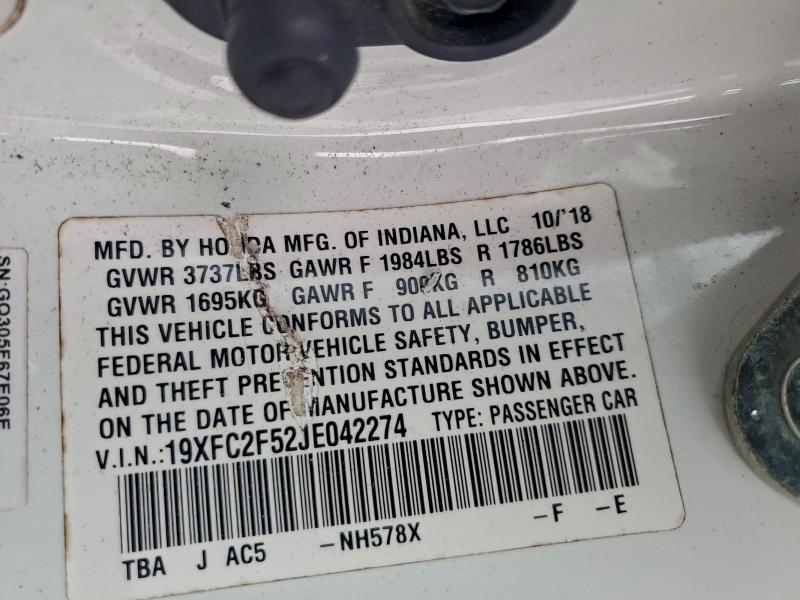 MFD. BY HONDA MFG. OF INDIANA, LLC 10/'18
GVWR 3737LBS GAWR F 1984LBS R 1786LBS
GVWR 1695KG GAWR F 900KG R 810KG
THIS VEHICLE CONFORMS TO ALL APPLICABLE
FEDERAL MOTOR VEHICLE SAFETY, BUMPER,
AND THEFT PREVENTION STANDARDS IN EFFECT
ON THE DATE OF MANUFACTURE SHOWN ABOVE.
V.I.N.:19XFC2F52JE042274 TYPE: PASSENGER CAR
TBA J AC5 -NH578X -F -E